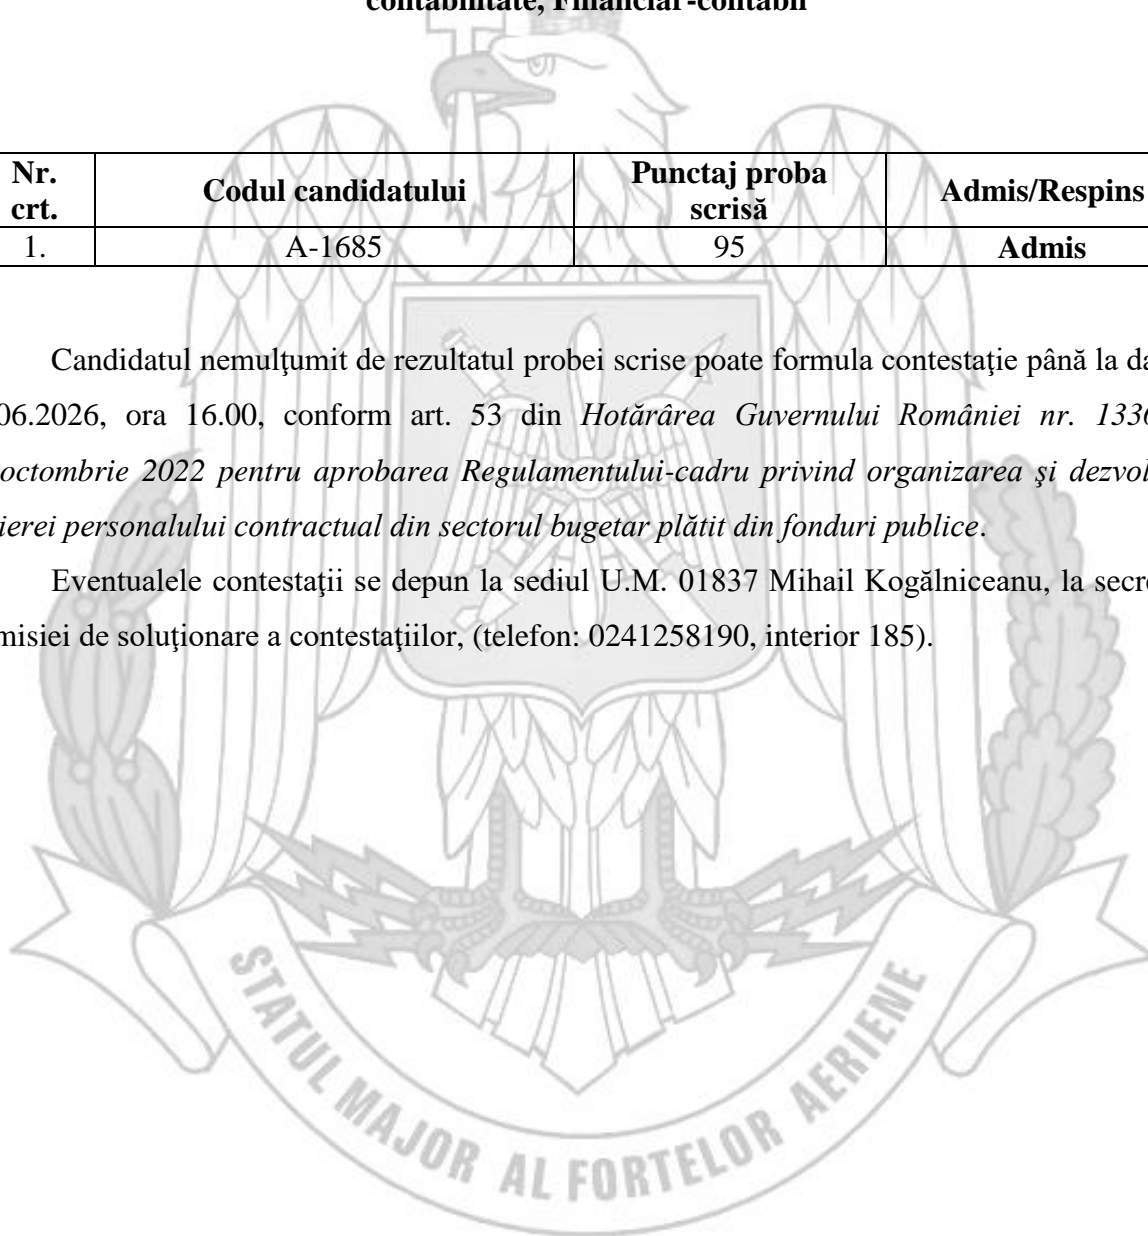 contabilitate, Financiar-contabil
Nr. crt. Codul candidatului Punctaj proba scrisă Admis/Respins
1. A-1685 95 Admis
Candidatul nemulţumit de rezultatul probei scrise poate formula contestaţie până la da
06.2026, ora 16.00, conform art. 53 din Hotărârea Guvernului României nr. 133
octombrie 2022 pentru aprobarea Regulamentului-cadru privind organizarea şi dezvol
ierei personalului contractual din sectorul bugetar plătit din fonduri publice.
Eventualele contestaţii se depun la sediul U.M. 01837 Mihail Kogălniceanu, la secre
misiei de soluţionare a contestaţiilor, (telefon: 0241258190, interior 185).
STATUL MAJOR AL FORTELOR AERIENE